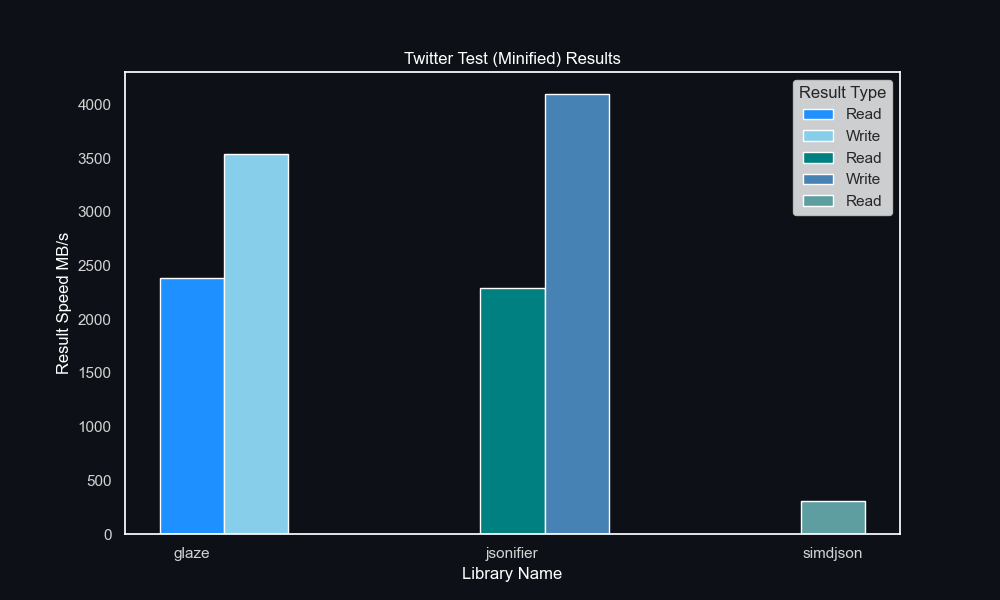 Twitter Test (Minified) Results
Result Type
Read
Write
Read
Write
Read
Result Speed MB/s
4000
3500
3000
2500
2000
1500
1000
500
0
glaze
jsonifier
simdjson
Library Name